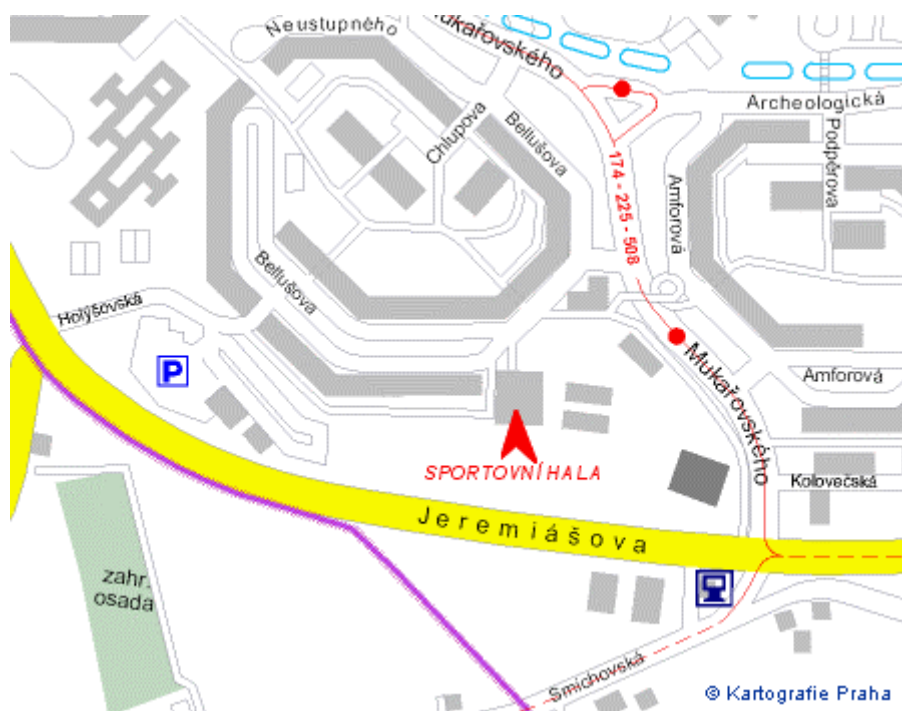 Neustupného
Mukařovského
Archeologická
Chlupova
Bellušova
Podpěrova
174 - 225 - 508
Amforová
Bellušova
Holýšovská
P
Mukařovského
Amforová
SPORTOVNÍ HALA
Kolovečská
Jeremiášova
zahr.
osada
Smichovská
© Kartografie Praha